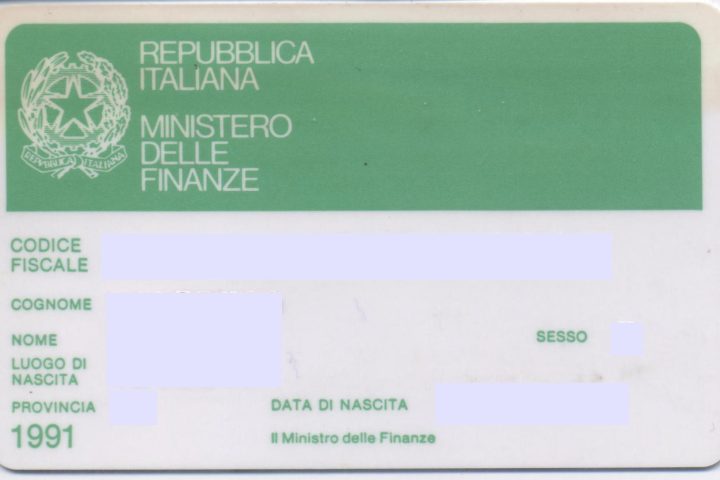 REPUBBLICA
ITALIANA
MINISTERO
DELLE
FINANZE
REPVBBLICA ITALIANA
CODICE
FISCALE
COGNOME
NOME
SESSO
LUOGO DI
NASCITA
PROVINCIA
DATA DI NASCITA
1991
Il Ministro delle Finanze